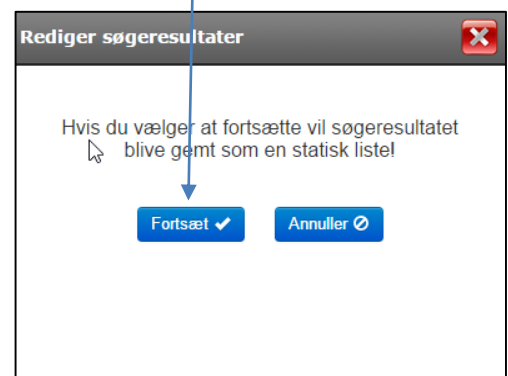 Rediger søgeresultater
Hvis du vælger at fortsætte vil søgeresultatet
blive gemt som en statisk liste!
Fortsæt ✔ Annuller ⊘